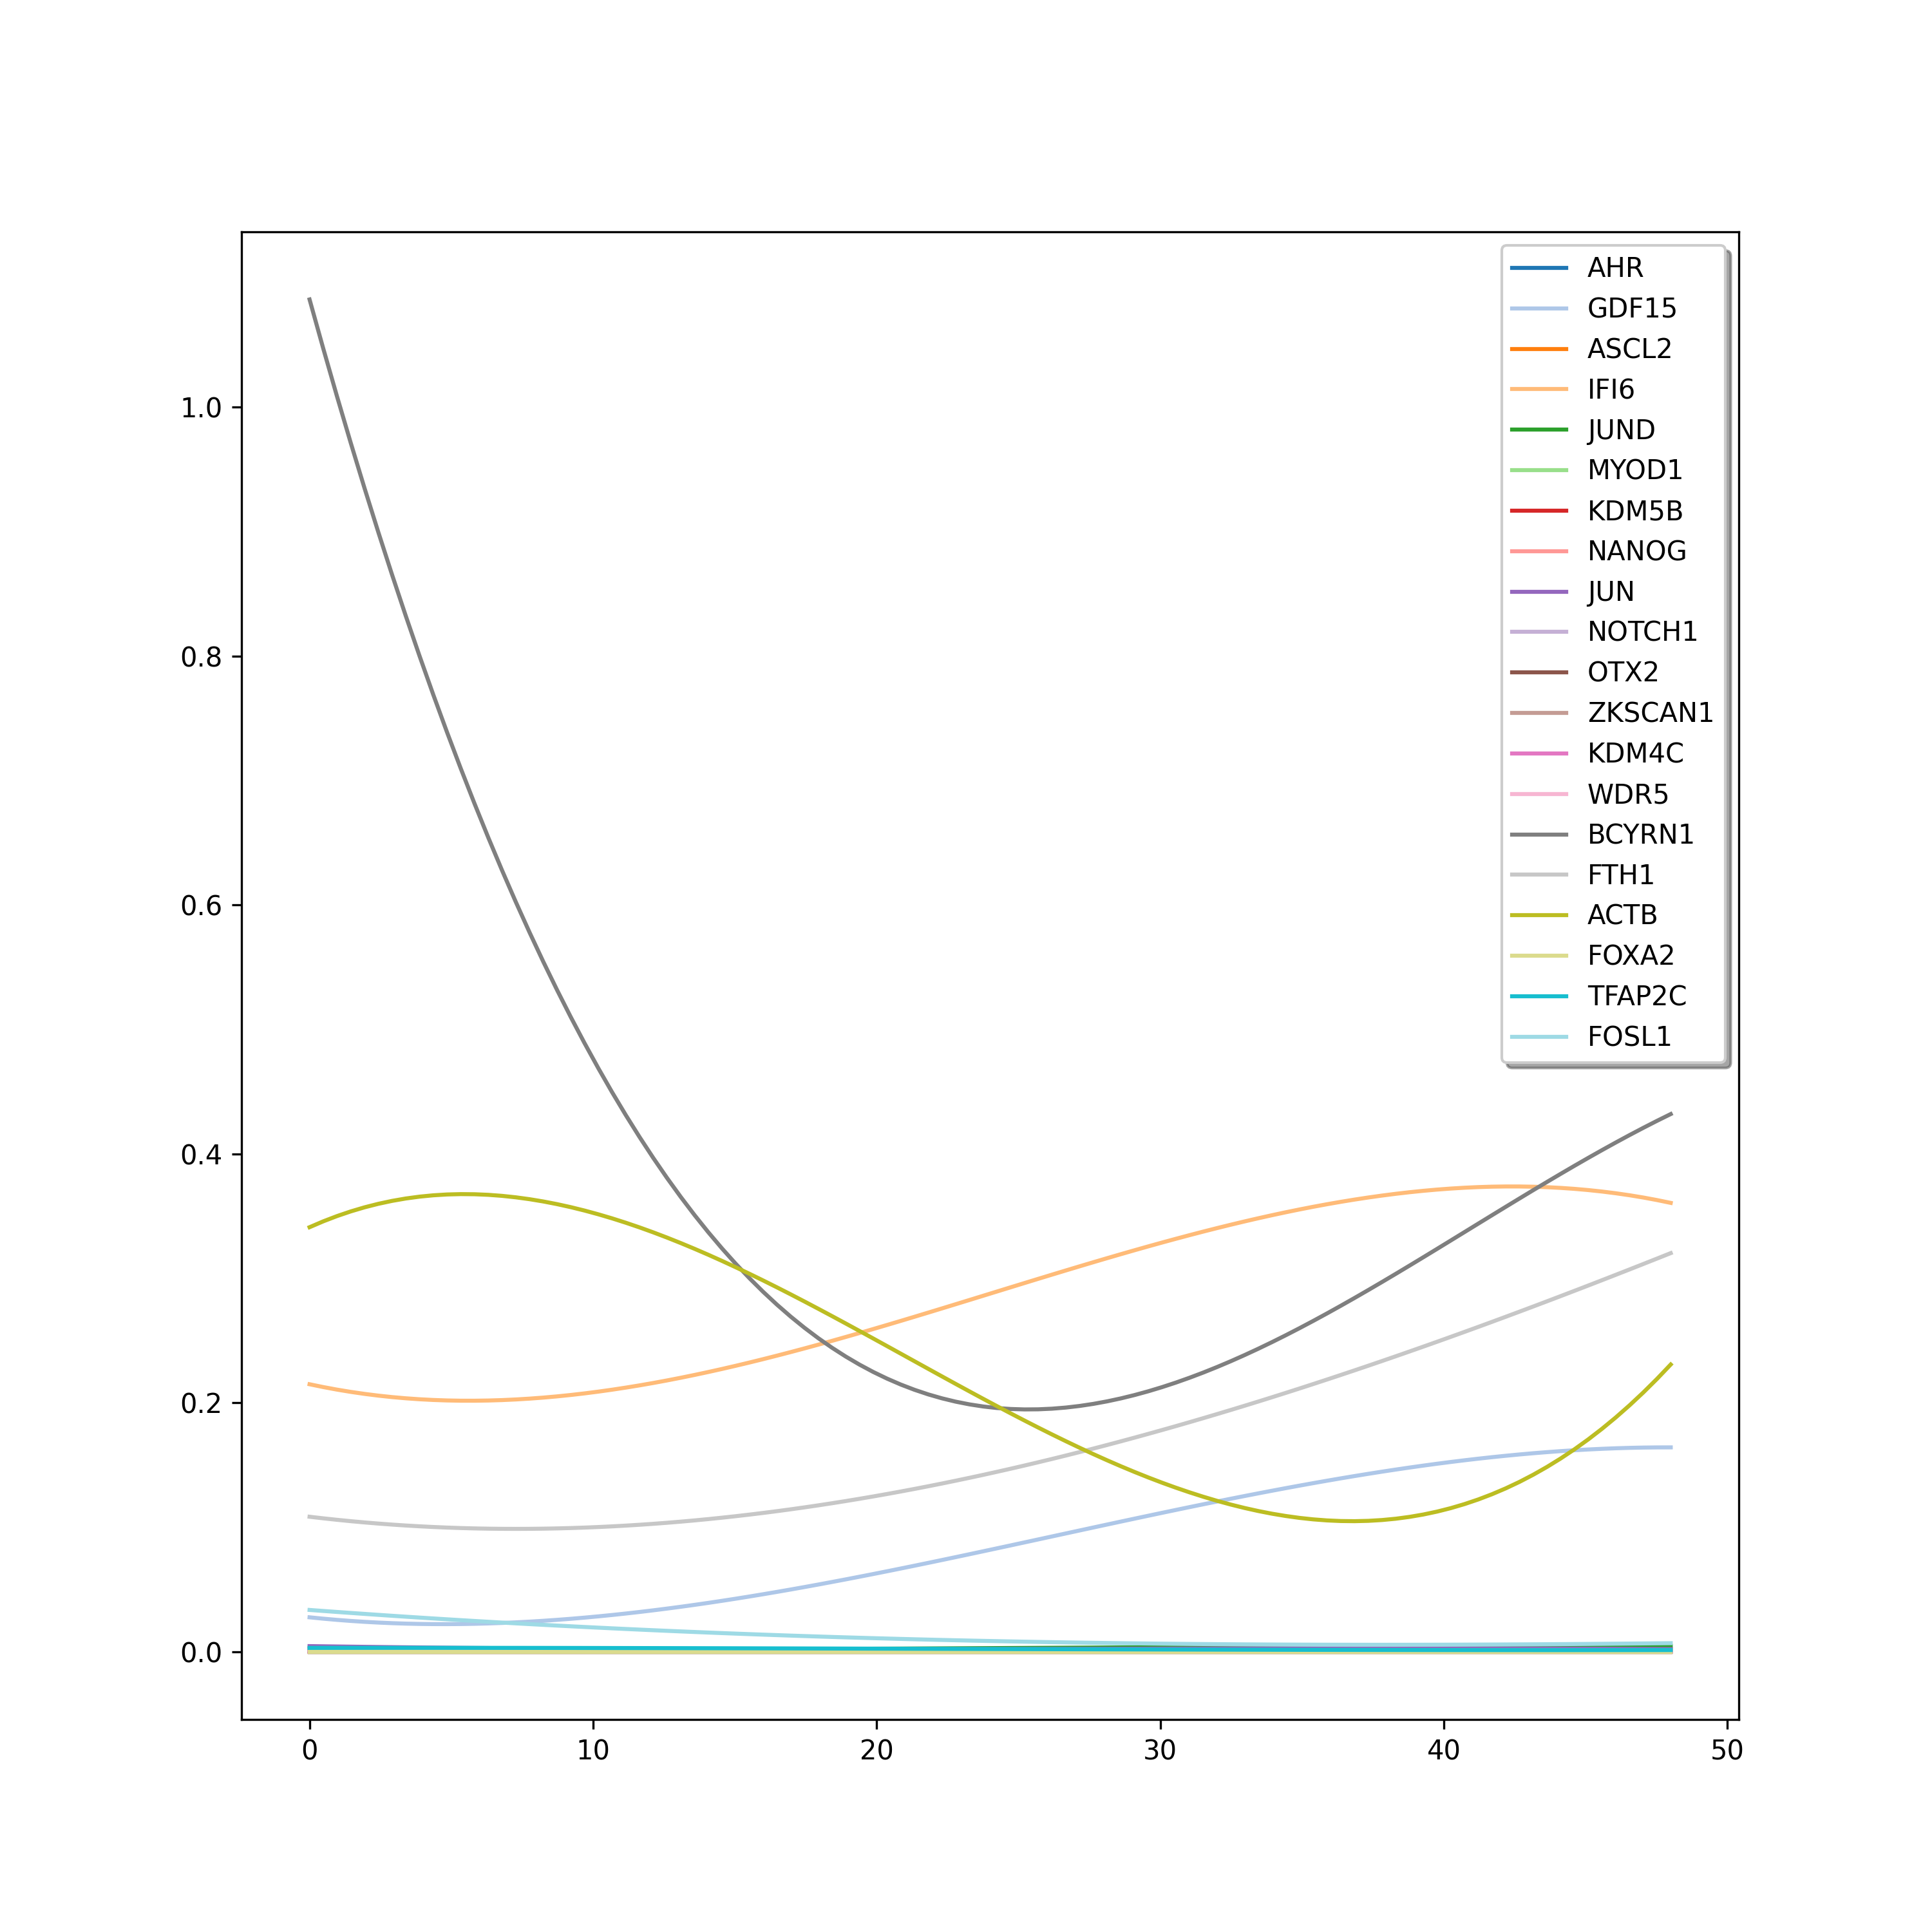 1.0
0.8
0.6
0.4
0.2
0.0
0
10
20
30
40
50
AHR
GDF15
ASCL2
IFI6
JUND
MYOD1
KDM5B
NANOG
JUN
NOTCH1
OTX2
ZKSCAN1
KDM4C
WDR5
BCYRN1
FTH1
ACTB
FOXA2
TFAP2C
FOSL1